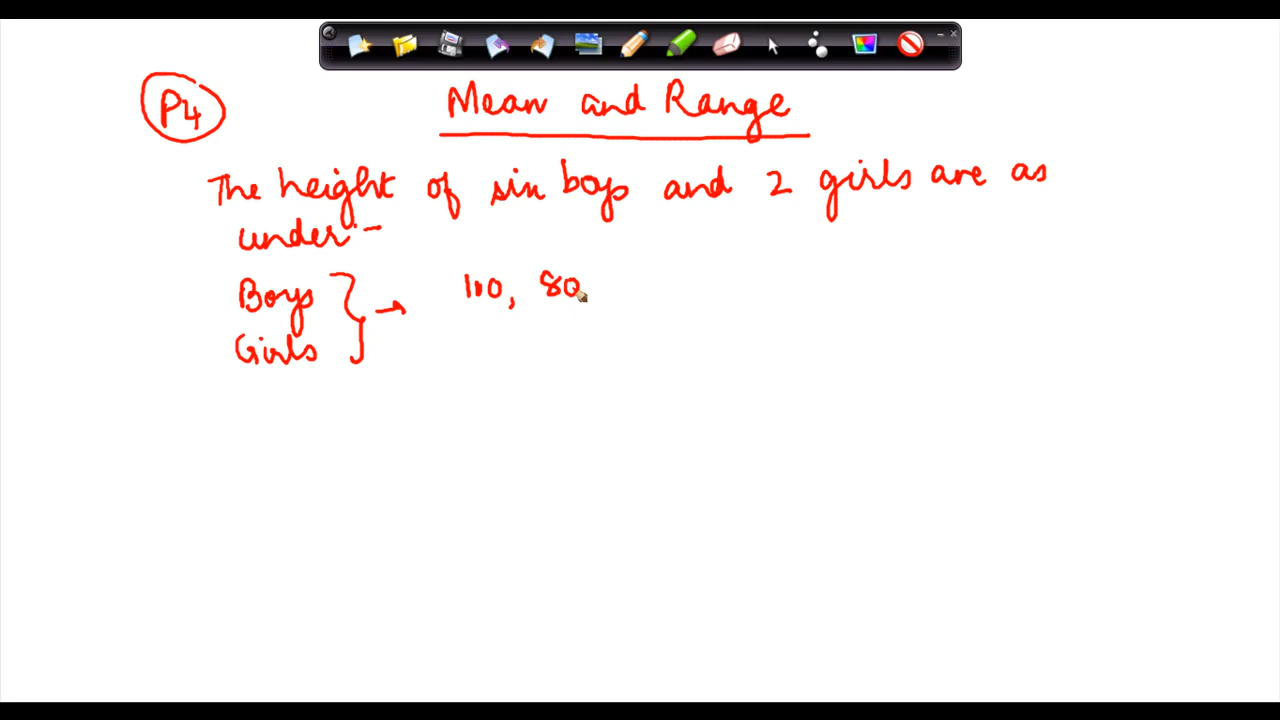 P4
Mean and Range
The height of six boys and 2 girls are as
under:-
Boys } → 110, 80
Girls